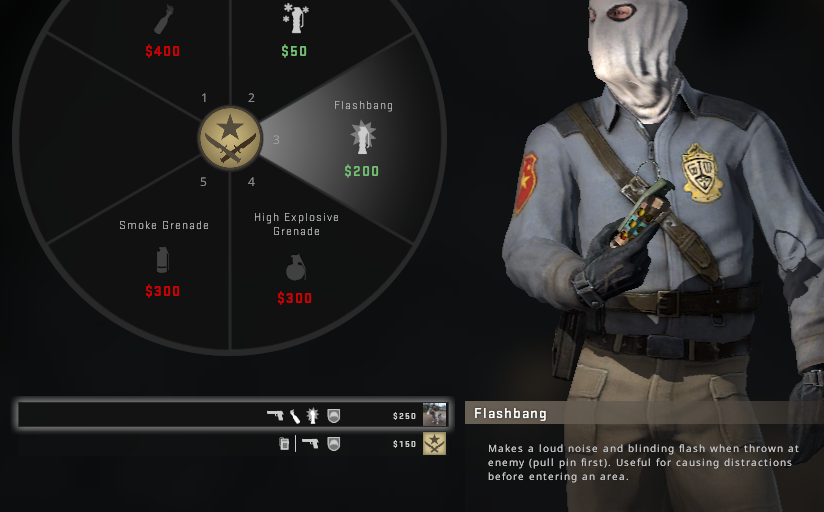 $400
$50
1
2
Flashbang
3
$200
5
4
Smoke Grenade
High Explosive
Grenade
$300
$300
$250
$150
Flashbang
Makes a loud noise and blinding flash when thrown at
enemy (pull pin first). Useful for causing distractions
before entering an area.